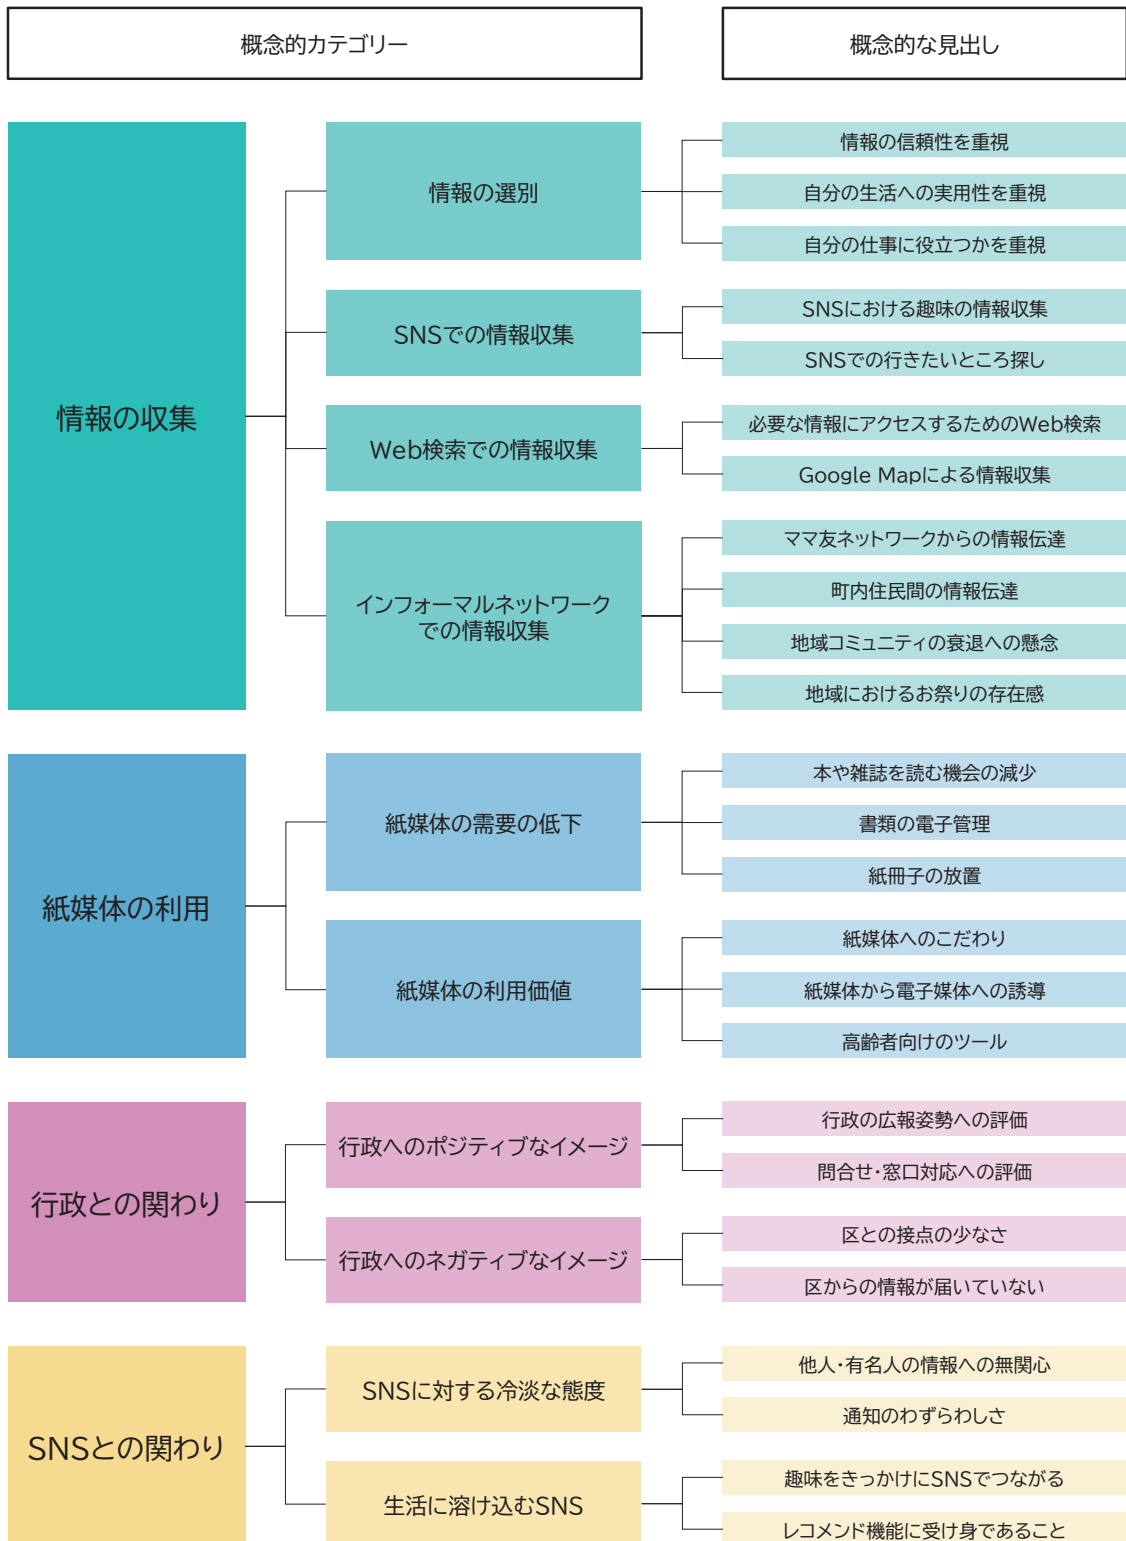 概念的カテゴリー
概念的な見出し
情報の収集
情報の選別
情報の信頼性を重視
自分の生活への実用性を重視
自分の仕事に役立つかを重視
SNSでの情報収集
SNSにおける趣味の情報収集
SNSでの行きたいところ探し
Web検索での情報収集
必要な情報にアクセスするためのWeb検索
Google Mapによる情報収集
インフォーマルネットワーク
での情報収集
ママ友ネットワークからの情報伝達
町内住民間の情報伝達
地域コミュニティの衰退への懸念
地域におけるお祭りの存在感
紙媒体の利用
紙媒体の需要の低下
本や雑誌を読む機会の減少
書類の電子管理
紙冊子の放置
紙媒体の利用価値
紙媒体へのこだわり
紙媒体から電子媒体への誘導
高齢者向けのツール
行政との関わり
行政へのポジティブなイメージ
行政の広報姿勢への評価
問合せ・窓口対応への評価
行政へのネガティブなイメージ
区との接点の少なさ
区からの情報が届いていない
SNSとの関わり
SNSに対する冷淡な態度
他人・有名人の情報への無関心
通知のわずらわしさ
生活に溶け込むSNS
趣味をきっかけにSNSでつながる
レコメンド機能に受け身であること